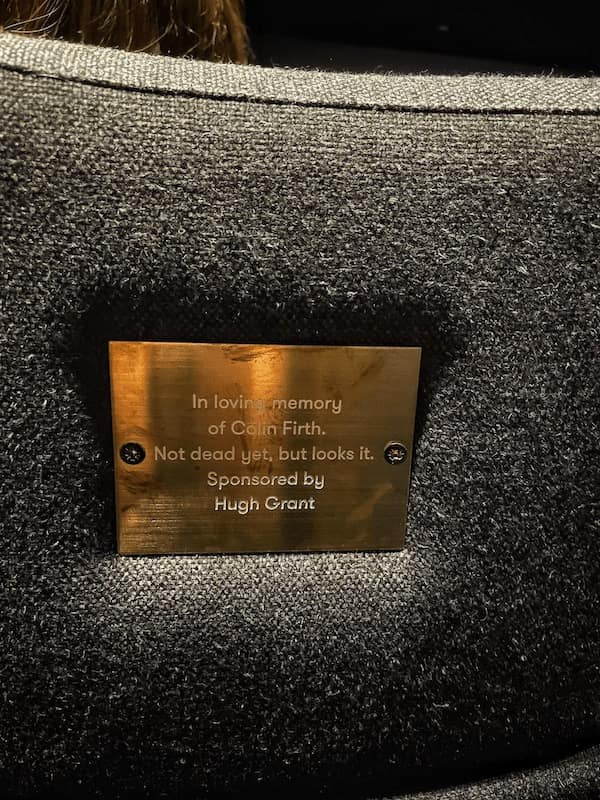 In loving memory
of Colin Firth.
Not dead yet, but looks it.
Sponsored by
Hugh Grant